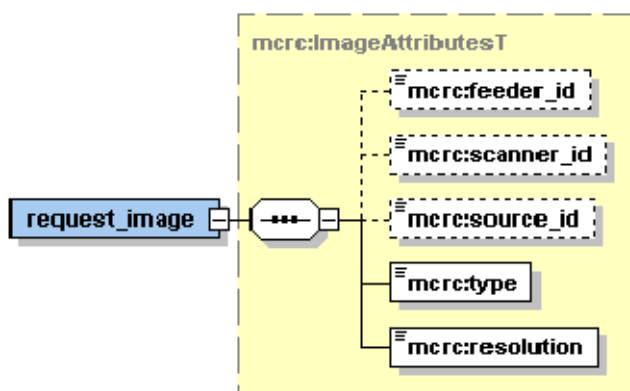 mcrc:ImageAttributesT
mcrc:feeder_id
mcrc:scanner_id
request_image
mcrc:source_id
mcrc:type
mcrc:resolution